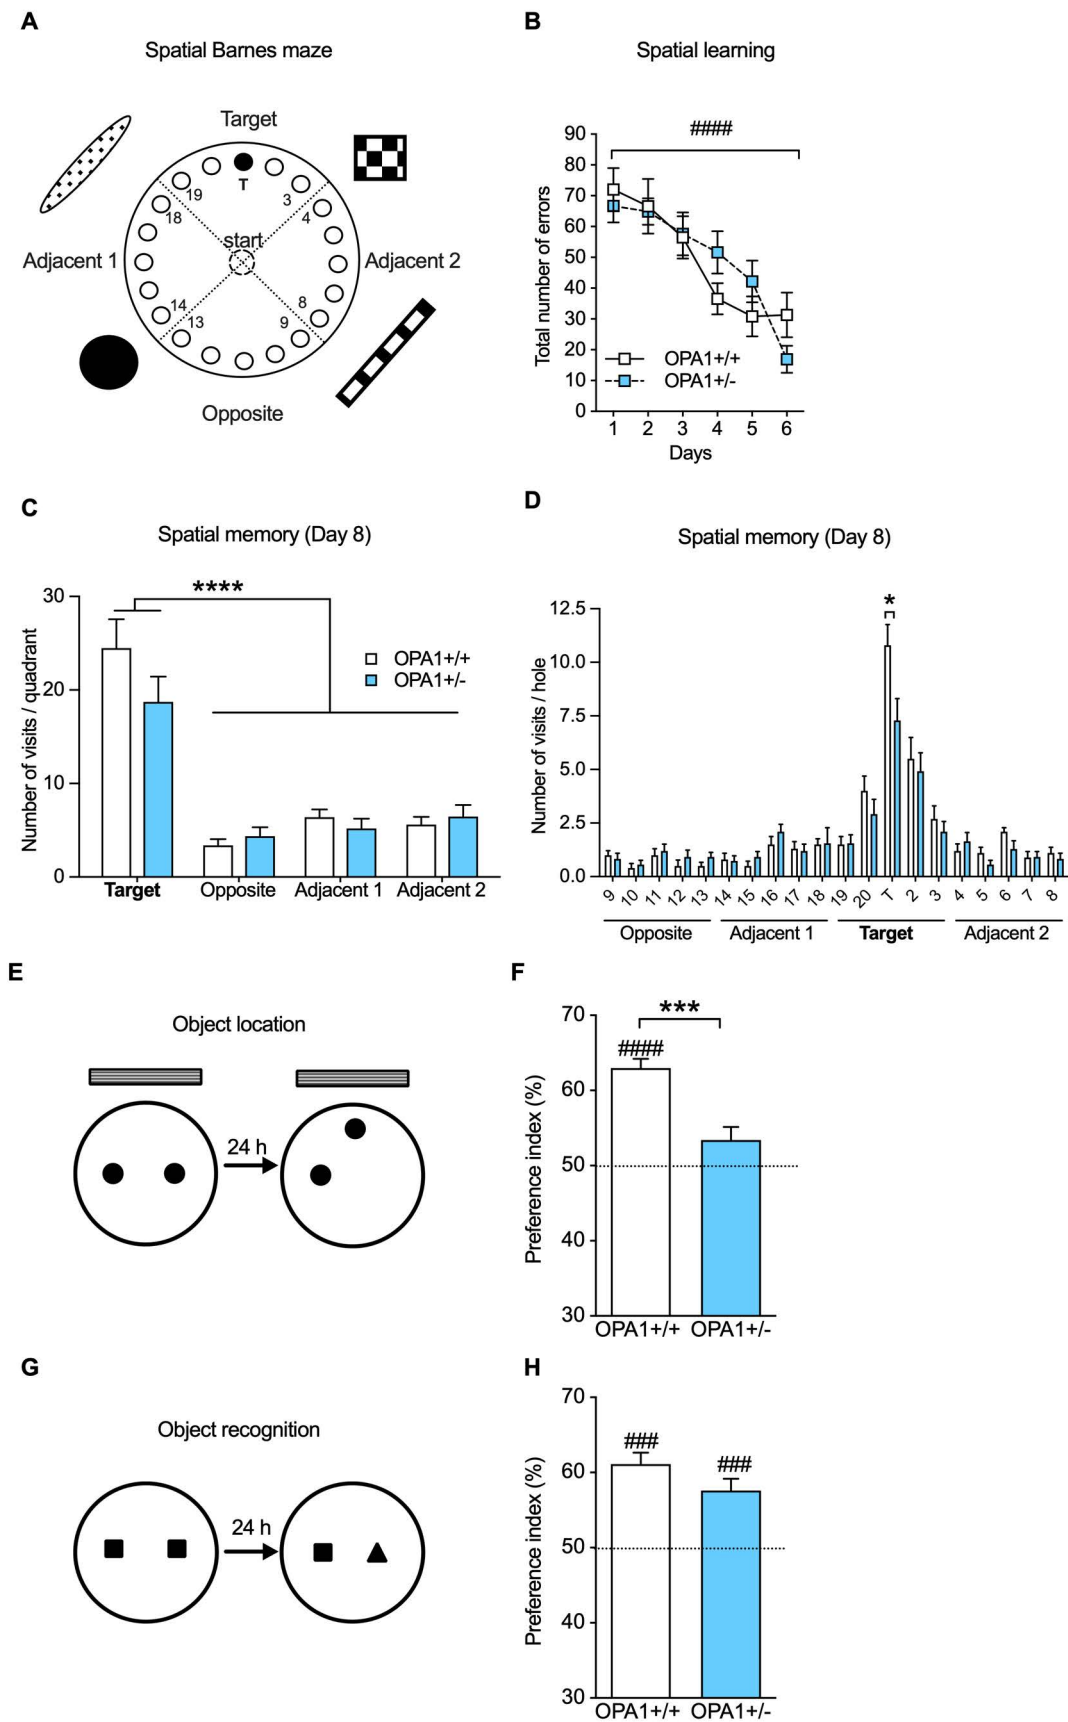 A
Spatial Barnes maze
Target
T
19
3
18
4
start
Adjacent 1
Adjacent 2
14
8
13
9
Opposite
B
Spatial learning
####
Total number of errors
90
80
70
60
50
40
30
20
10
0
OPA1+/+
OPA1+/-
1 2 3 4 5 6
Days
C
Spatial memory (Day 8)
****
Number of visits / quadrant
30
20
10
0
OPA1+/+
OPA1+/-
Target Opposite Adjacent 1 Adjacent 2
D
Spatial memory (Day 8)
*
Number of visits / hole
12.5
10.0
7.5
5.0
2.5
0.0
9 10 11 12 13 14 15 16 17 18 19 20 T 2 3 4 5 6 7 8
Opposite Adjacent 1 Target Adjacent 2
E
Object location
24 h
F
***
####
Preference index (%)
70
60
50
40
30
OPA1+/+ OPA1+/-
G
Object recognition
24 h
H
###
###
Preference index (%)
70
60
50
40
30
OPA1+/+ OPA1+/-